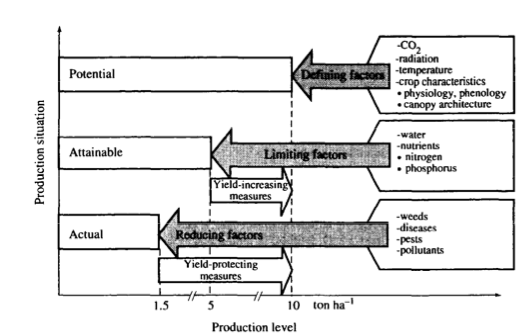 -CO2
-radiation
Potential
Defining factors
-temperature
-crop characteristics
• physiology, phenology
• canopy architecture
Production situation
Attainable
Limiting factors
-water
-nutrients
• nitrogen
• phosphorus
Yield-increasing
measures
Actual
Reducing factors
-weeds
-diseases
-pests
-pollutants
Yield-protecting
measures
1.5 5 10 ton ha-1
Production level